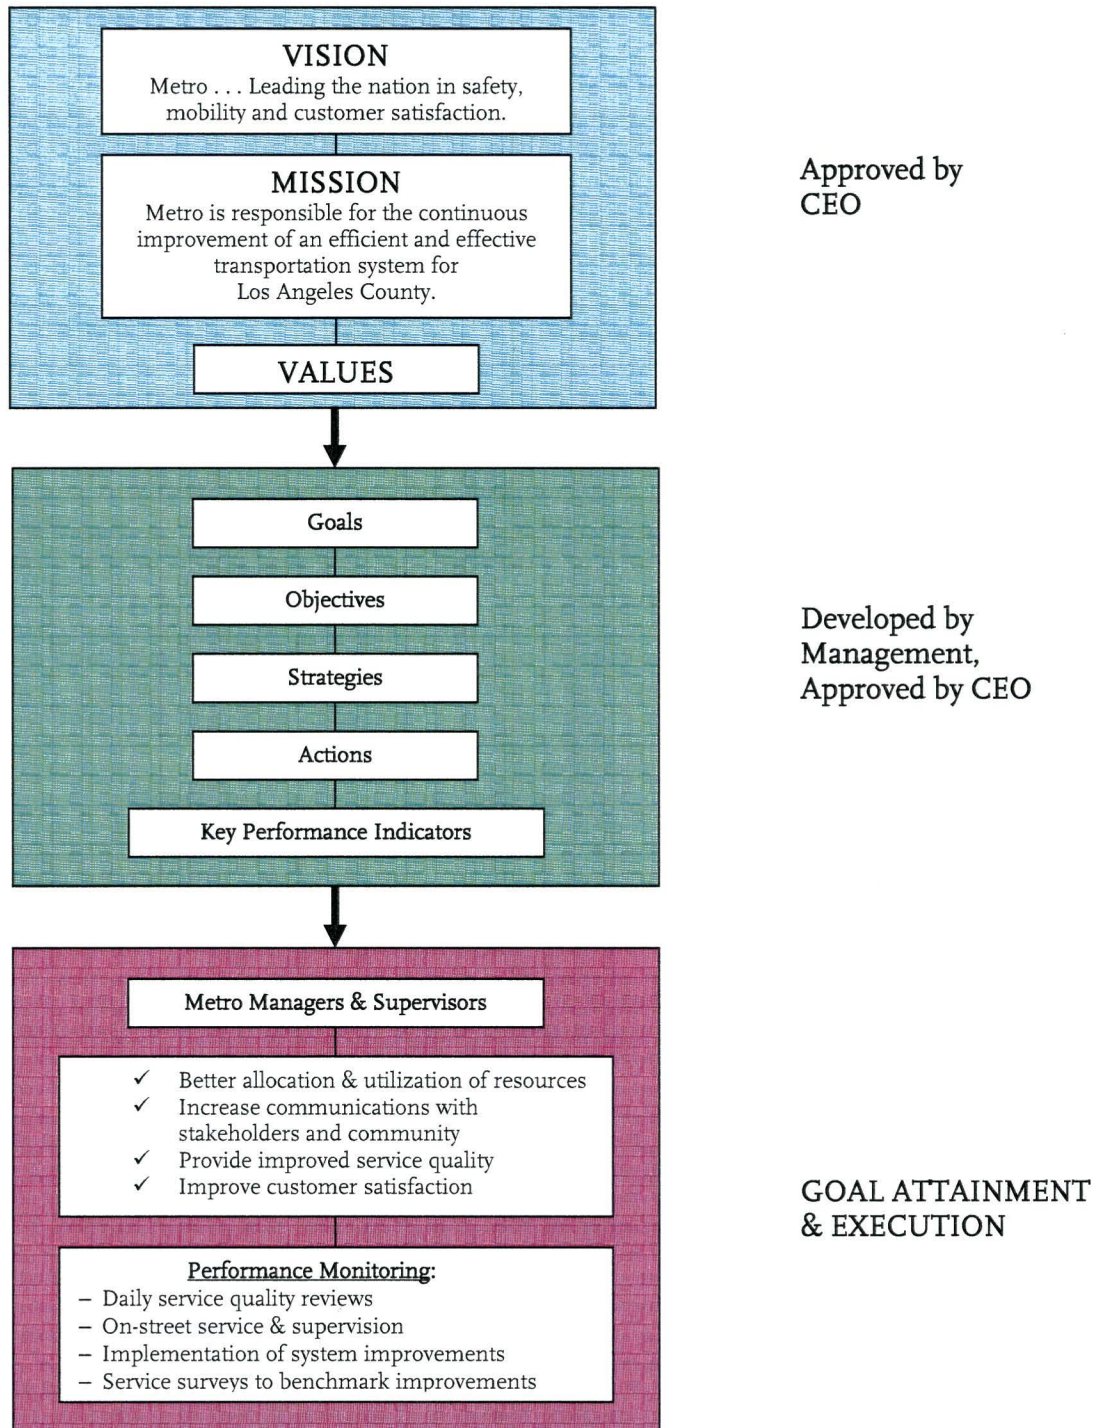 VISION
Metro . . . Leading the nation in safety,
mobility and customer satisfaction.
MISSION
Metro is responsible for the continuous
improvement of an efficient and effective
transportation system for
Los Angeles County.
VALUES
Approved by
CEO
Goals
Objectives
Strategies
Actions
Key Performance Indicators
Developed by
Management,
Approved by CEO
Metro Managers & Supervisors
✓ Better allocation & utilization of resources
✓ Increase communications with
stakeholders and community
✓ Provide improved service quality
✓ Improve customer satisfaction
Performance Monitoring:
– Daily service quality reviews
– On-street service & supervision
– Implementation of system improvements
– Service surveys to benchmark improvements
GOAL ATTAINMENT
& EXECUTION